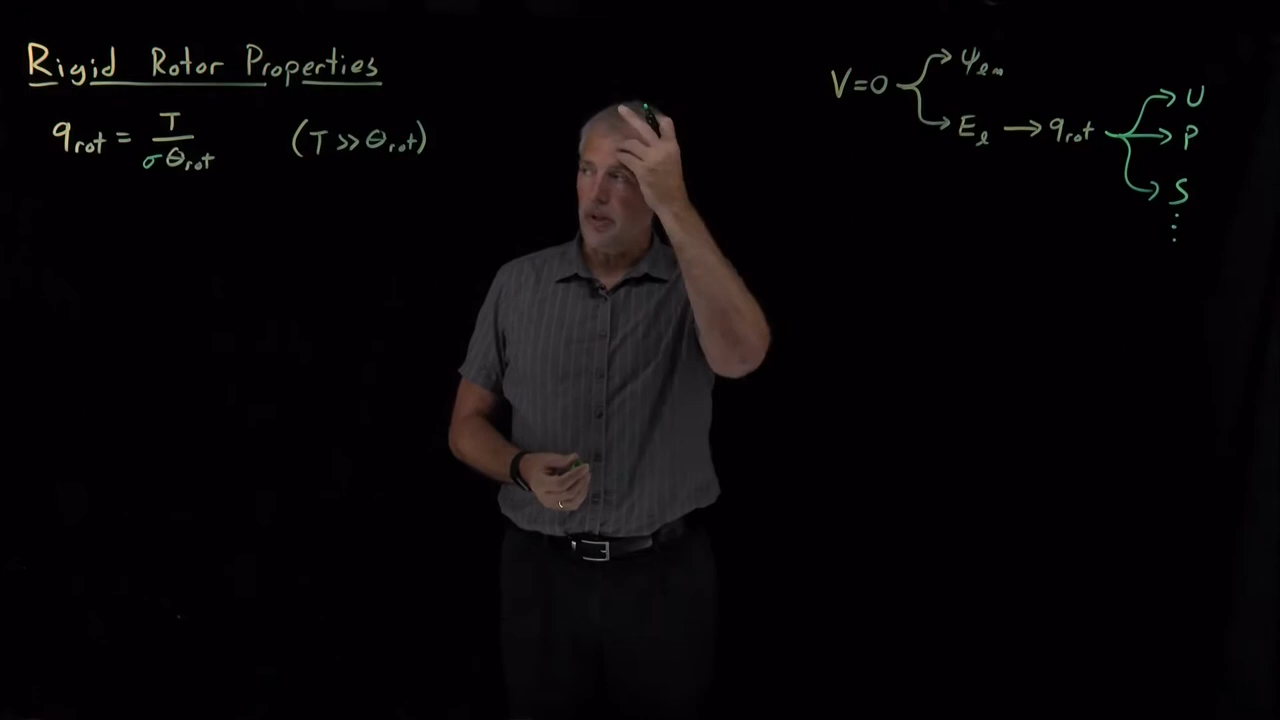 Rigid Rotor Properties
q_rot = T / σΘ_rot (T >> Θ_rot)
V=0 → ψ_lm
→ E_l → q_rot → U
→ P
→ S
⋮